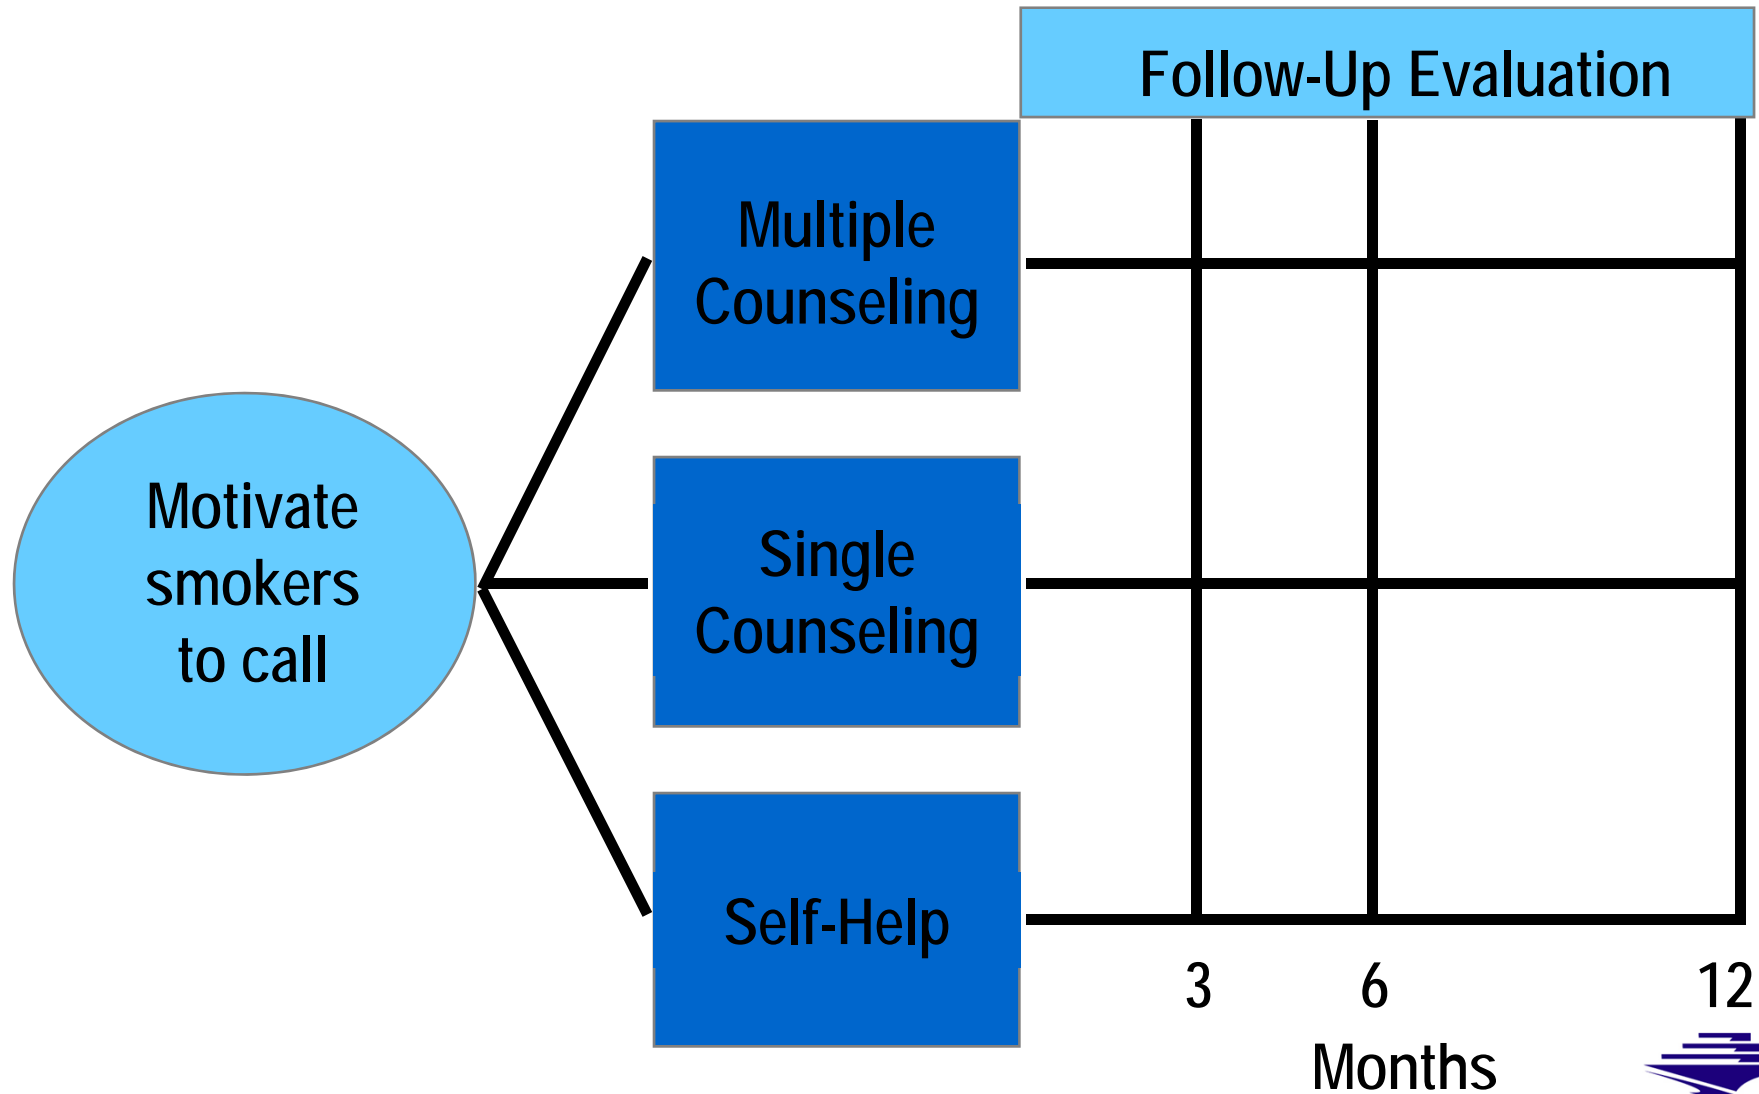 Follow-Up Evaluation
Multiple
Counseling
Motivate
smokers
to call
Single
Counseling
Self-Help
3 6 12
Months